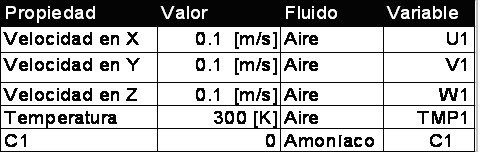 Propiedad Valor Fluido Variable
Velocidad en X 0.1 [m/s] Aire U1
Velocidad en Y 0.1 [m/s] Aire V1
Velocidad en Z 0.1 [m/s] Aire W1
Temperatura 300 [K] Aire TMP1
C1 0 Amoníaco C1